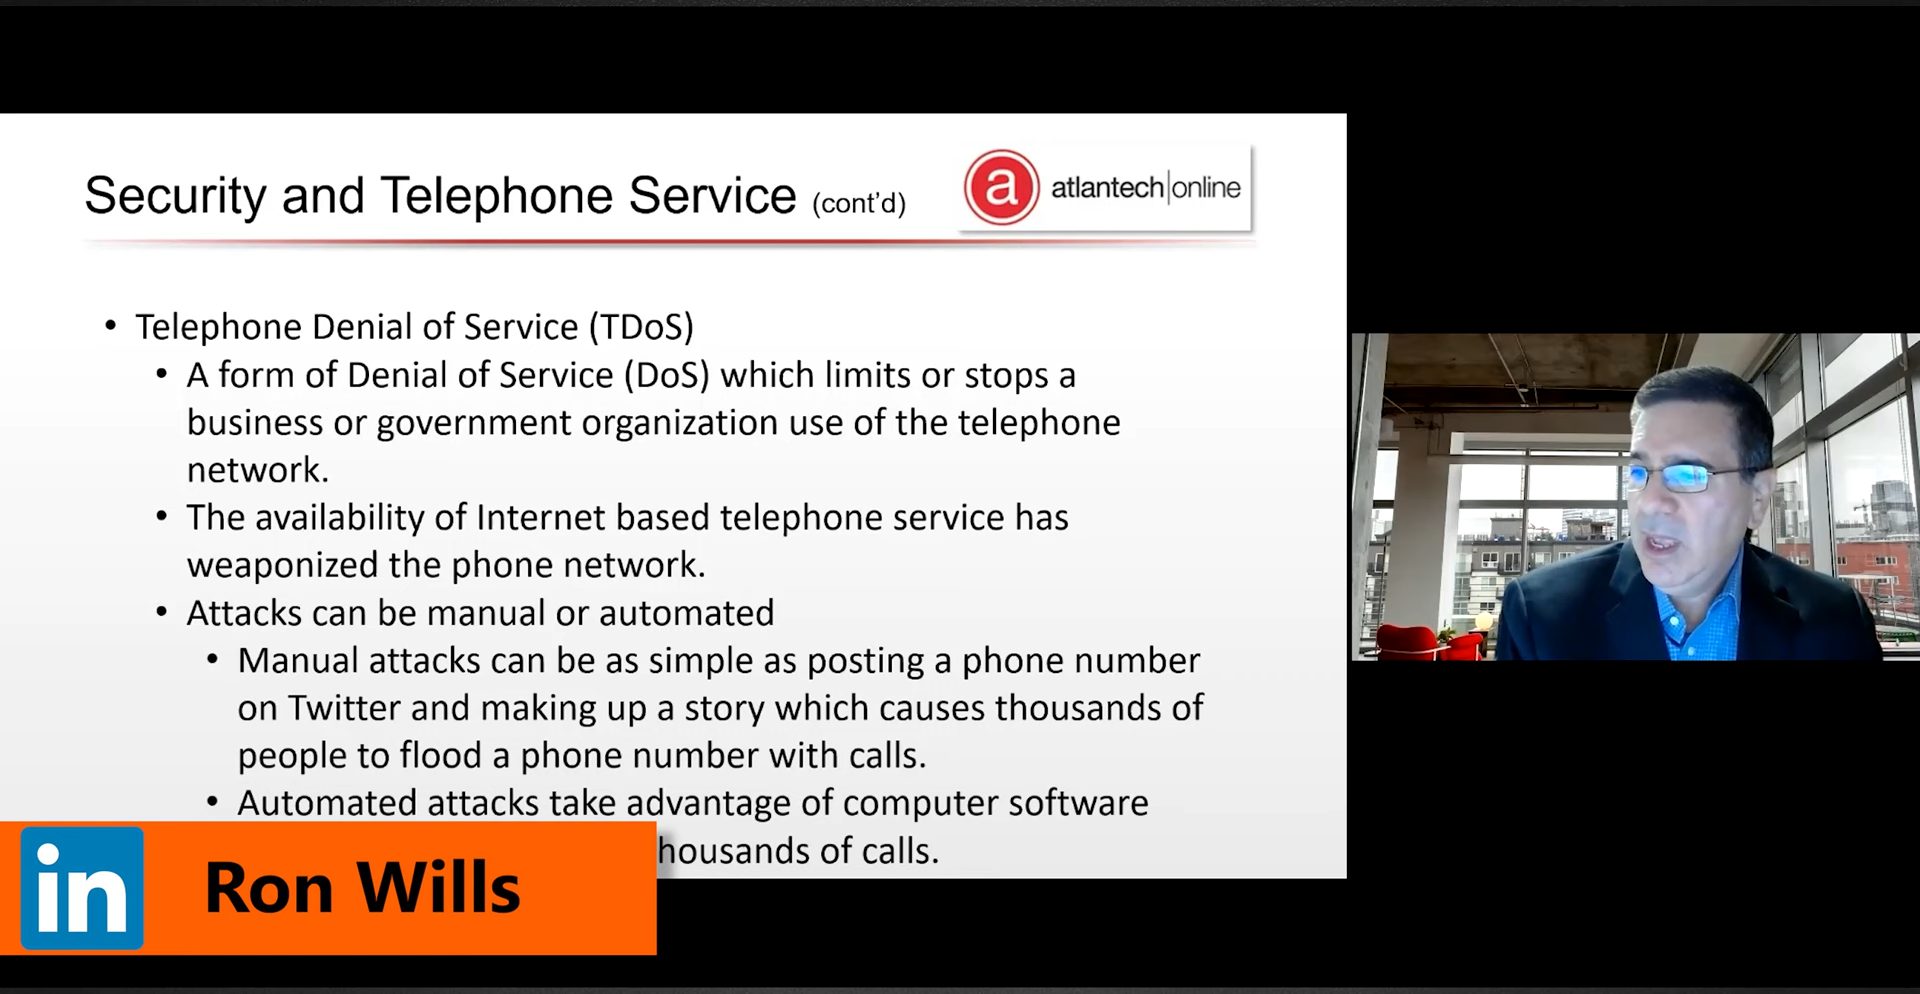 Security and Telephone Service (cont'd)
a atlantech|online
• Telephone Denial of Service (TDoS)
• A form of Denial of Service (DoS) which limits or stops a
business or government organization use of the telephone
network.
• The availability of Internet based telephone service has
weaponized the phone network.
• Attacks can be manual or automated
• Manual attacks can be as simple as posting a phone number
on Twitter and making up a story which causes thousands of
people to flood a phone number with calls.
• Automated attacks take advantage of computer software
housands of calls.
in Ron Wills